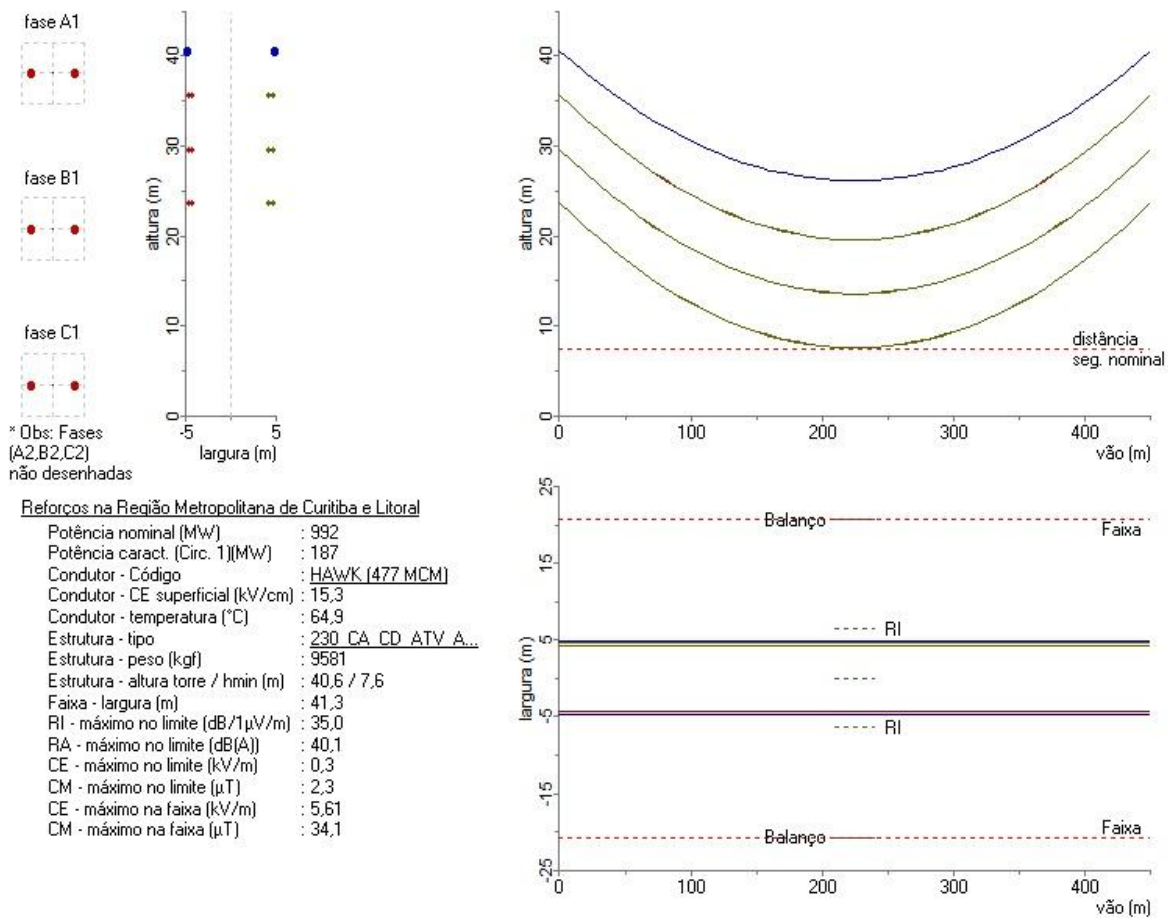 fase A1
fase B1
fase C1
* Obs: Fases
(A2,B2,C2)
não desenhadas
altura (m)
40
30
20
10
0
-5
5
largura (m)
altura (m)
40
30
20
10
0
distância
seg. nominal
0
100
200
300
400
vão (m)
Reforços na Região Metropolitana de Curitiba e Litoral
Potência nominal (MW) : 992
Potência caract. (Circ. 1)(MW) : 187
Condutor - Código : HAWK (477 MCM)
Condutor - CE superficial (kV/cm) : 15,3
Condutor - temperatura (°C) : 64,9
Estrutura - tipo : 230_CA_CD_ATV_A...
Estrutura - peso (kgf) : 9581
Estrutura - altura torre / hmin (m) : 40,6 / 7,6
Faixa - largura (m) : 41,3
RI - máximo no limite (dB/1µV/m) : 35,0
RA - máximo no limite (dB(A)) : 40,1
CE - máximo no limite (kV/m) : 0,3
CM - máximo no limite (µT) : 2,3
CE - máximo na faixa (kV/m) : 5,61
CM - máximo na faixa (µT) : 34,1
largura (m)
25
15
5
-5
-15
-25
Balanço
Faixa
RI
RI
Balanço
Faixa
0
100
200
300
400
vão (m)